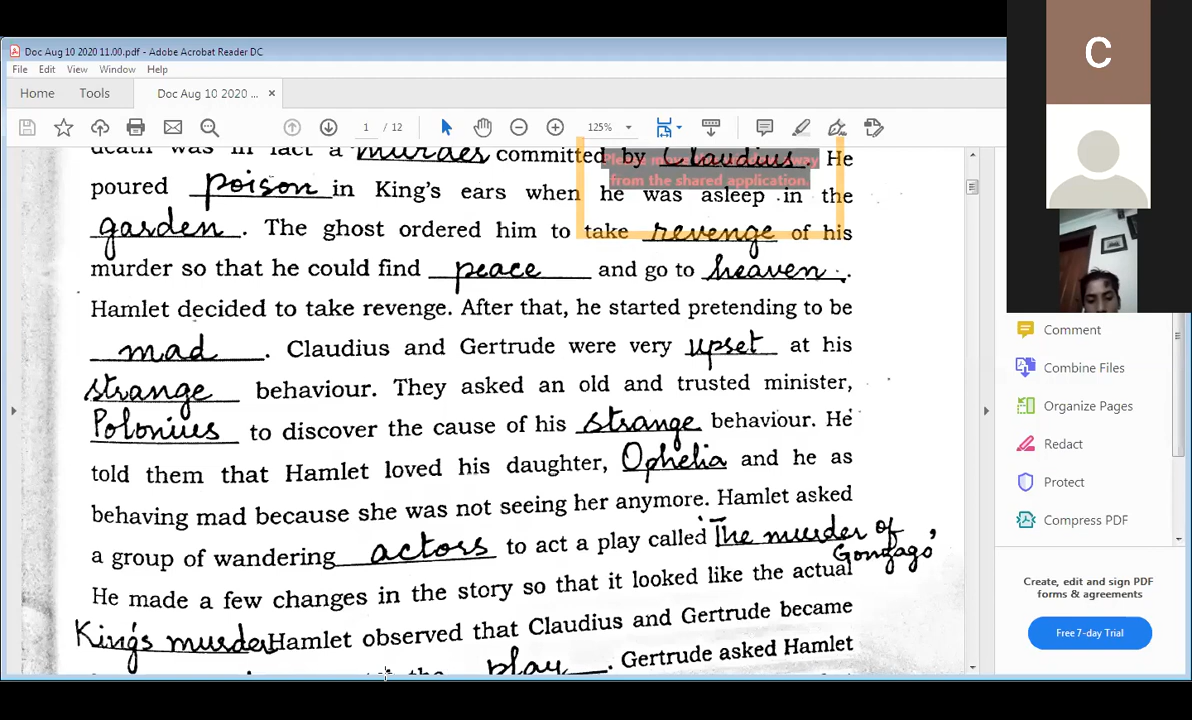 Doc Aug 10 2020 11.00.pdf - Adobe Acrobat Reader DC
File Edit View Window Help
Home Tools Doc Aug 10 2020 ... ×
1 / 12 125%
C
death was in fact a murder committed by Claudius. He
Please move away
from the shared application.
poured poison in King's ears when he was asleep in the
garden. The ghost ordered him to take revenge of his
murder so that he could find peace and go to heaven.
Hamlet decided to take revenge. After that, he started pretending to be
mad. Claudius and Gertrude were very upset at his
strange behaviour. They asked an old and trusted minister,
Polonius to discover the cause of his strange behaviour. He
told them that Hamlet loved his daughter, Ophelia and he as
behaving mad because she was not seeing her anymore. Hamlet asked
a group of wandering actors to act a play called 'The murder of
Gonzago'
He made a few changes in the story so that it looked like the actual
King's murder Hamlet observed that Claudius and Gertrude became
the play. Gertrude asked Hamlet
Comment
Combine Files
Organize Pages
Redact
Protect
Compress PDF
Create, edit and sign PDF
forms & agreements
Free 7-day Trial